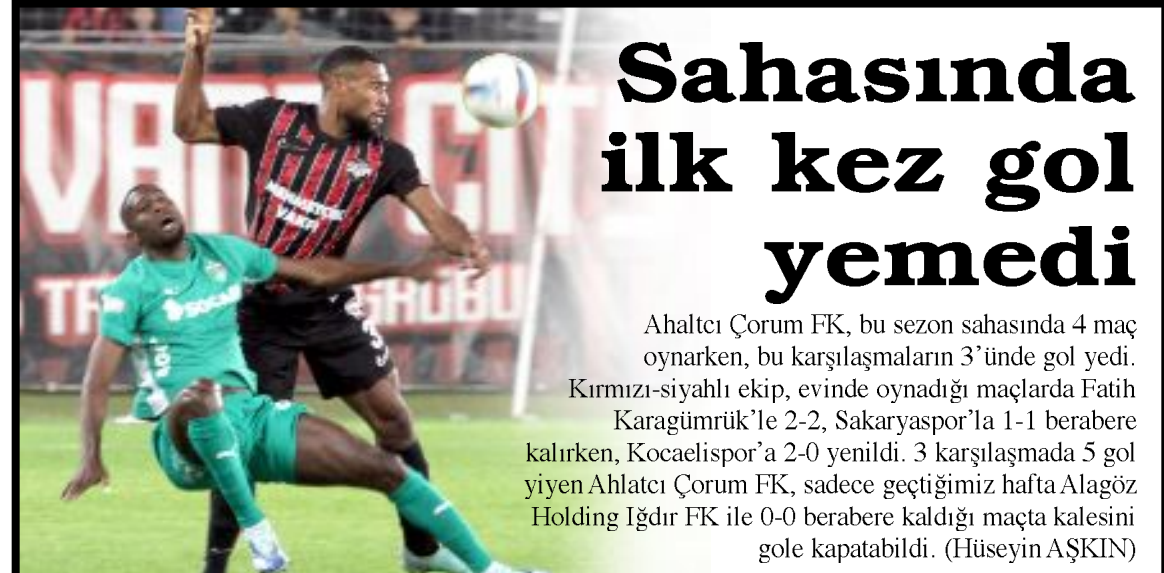 Sahasında
ilk kez gol
yemedi
Ahaltcı Çorum FK, bu sezon sahasında 4 maç
oynarken, bu karşılaşmaların 3’ünde gol yedi.
Kırmızı-siyahlı ekip, evinde oynadığı maçlarda Fatih
Karagümrük’le 2-2, Sakaryaspor’la 1-1 berabere
kalırken, Kocaelispor’a 2-0 yenildi. 3 karşılaşmada 5 gol
yiyen Ahlatcı Çorum FK, sadece geçtiğimiz hafta Alagöz
Holding Iğdır FK ile 0-0 berabere kaldığı maçta kalesini
gole kapatabildi. (Hüseyin AŞKIN)
SOCAR
VAKFI
3